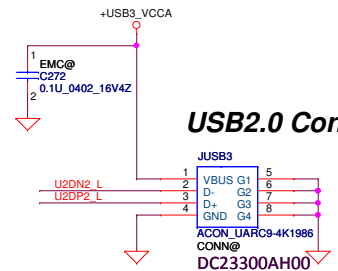 +USB3_VCCA
1
EMC@
C272
0.1U_0402_16V4Z
2
USB2.0 Con
JUSB3
1 VBUS G1 5
U2DN2_L 2 D- G2 6
U2DP2_L 3 D+ G3 7
4 GND G4 8
ACON_UARC9-4K1986
CONN@
DC23300AH00